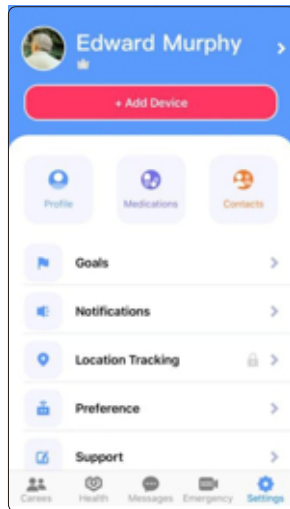 Edward Murphy
+ Add Device
Profile
Medications
Contacts
Goals
Notifications
Location Tracking
Preference
Support
Carees
Health
Messages
Emergency
Settings